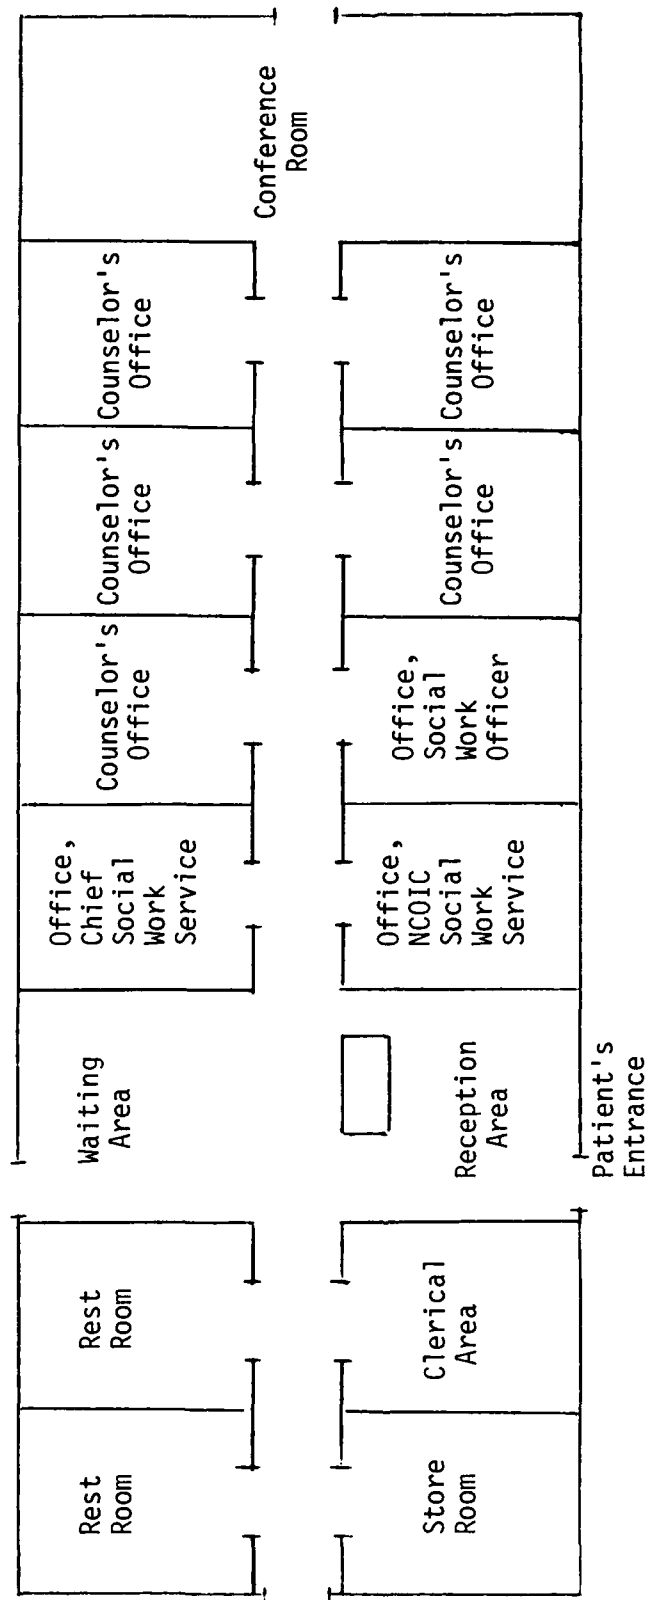 Rest
Room
Rest
Room
Waiting
Area
Office,
Chief
Social
Work
Service
Counselor's
Office
Counselor's
Office
Counselor's
Office
Conference
Room
Store
Room
Clerical
Area
Reception
Area
Office,
NCOIC
Social
Work
Service
Office,
Social
Work
Officer
Counselor's
Office
Counselor's
Office
Patient's
Entrance